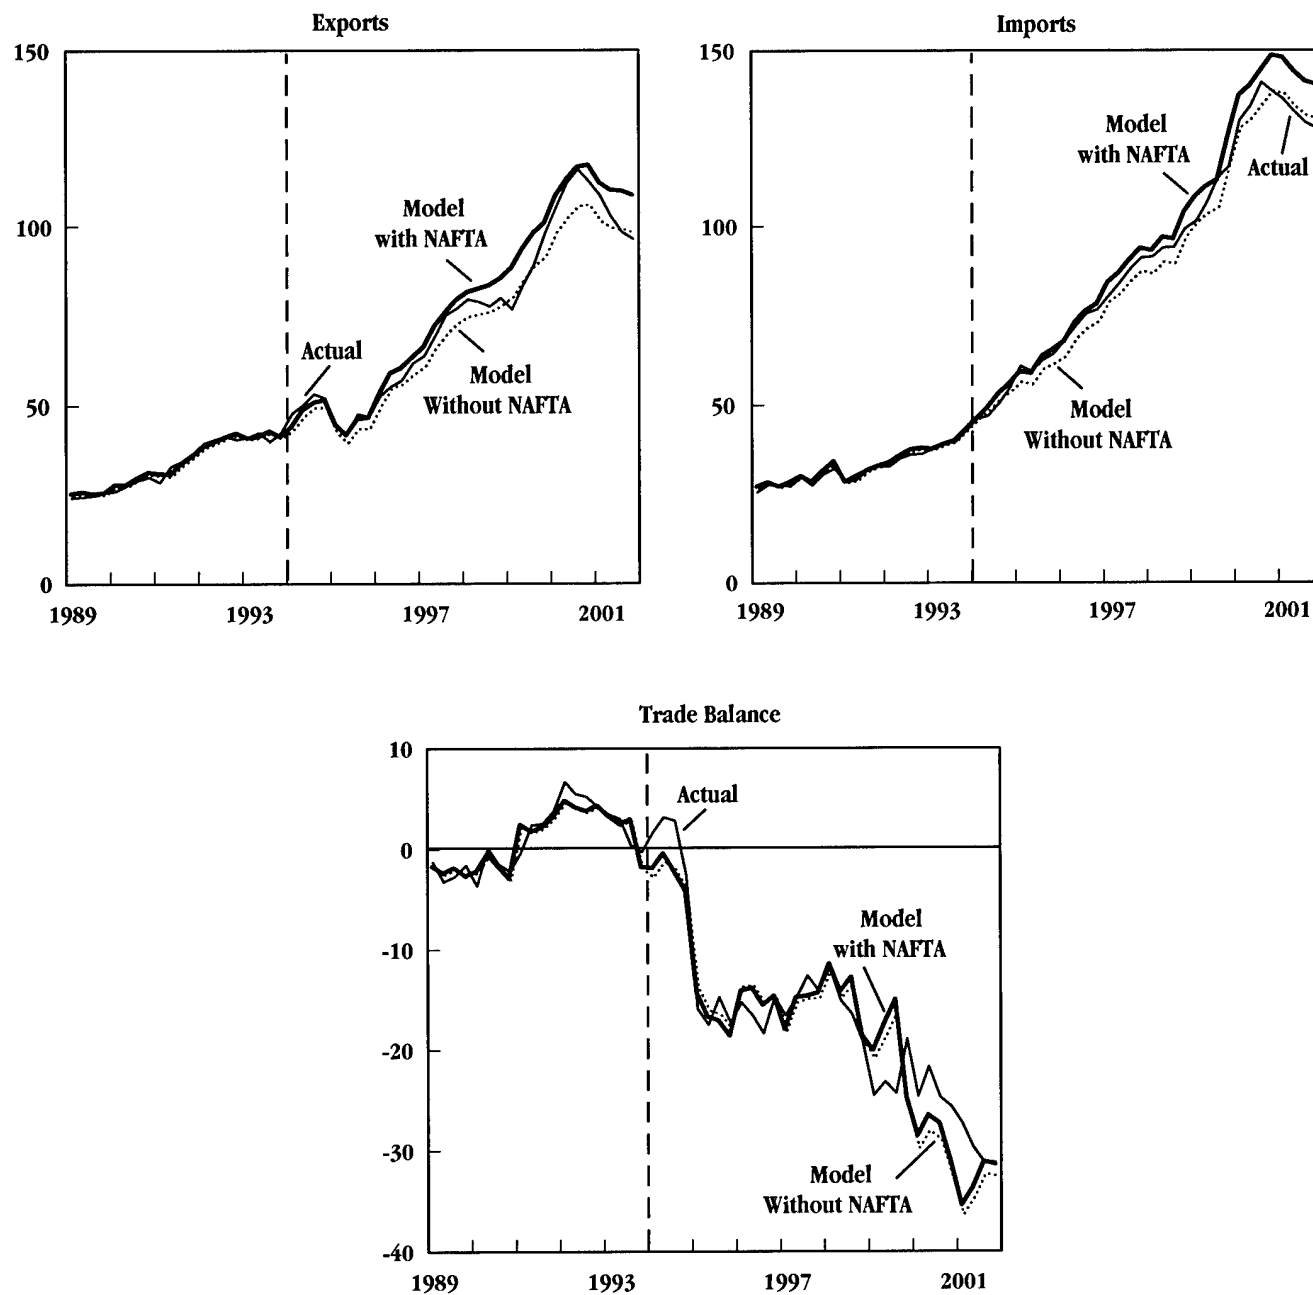 Exports
150
100
50
0
Model
with NAFTA
Actual
Model
Without NAFTA
1989 1993 1997 2001
Imports
150
100
50
0
Model
with NAFTA
Actual
Model
Without NAFTA
1989 1993 1997 2001
Trade Balance
10
0
-10
-20
-30
-40
Actual
Model
with NAFTA
Model
Without NAFTA
1989 1993 1997 2001